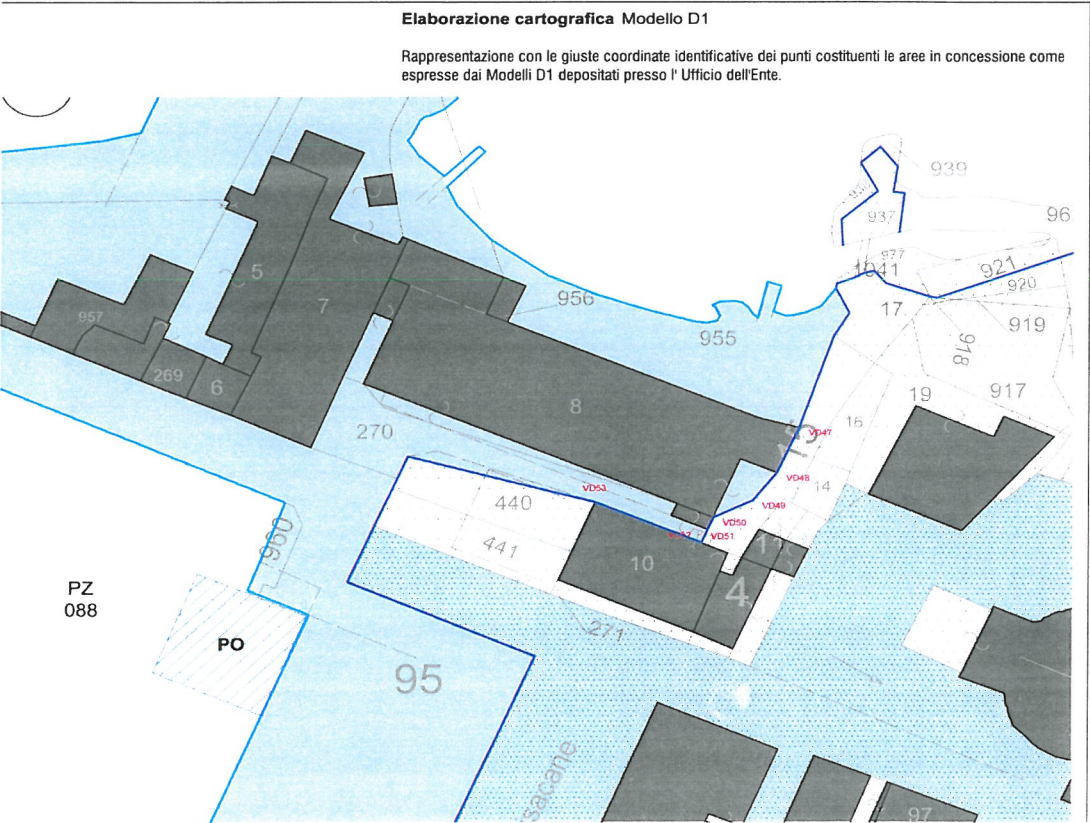 Elaborazione cartografica Modello D1
Rappresentazione con le giuste coordinate identificative dei punti costituenti le aree in concessione come
espresse dai Modelli D1 depositati presso l' Ufficio dell'Ente.
939
937
96
977
1041
921
920
5
957
7
956
17
919
955
918
269
6
8
19
917
16
270
15
VD47
VD48
14
VD53
440
VD49
VD50
VD51
960
441
11
10
4
PZ
088
271
PO
95
sacane
97